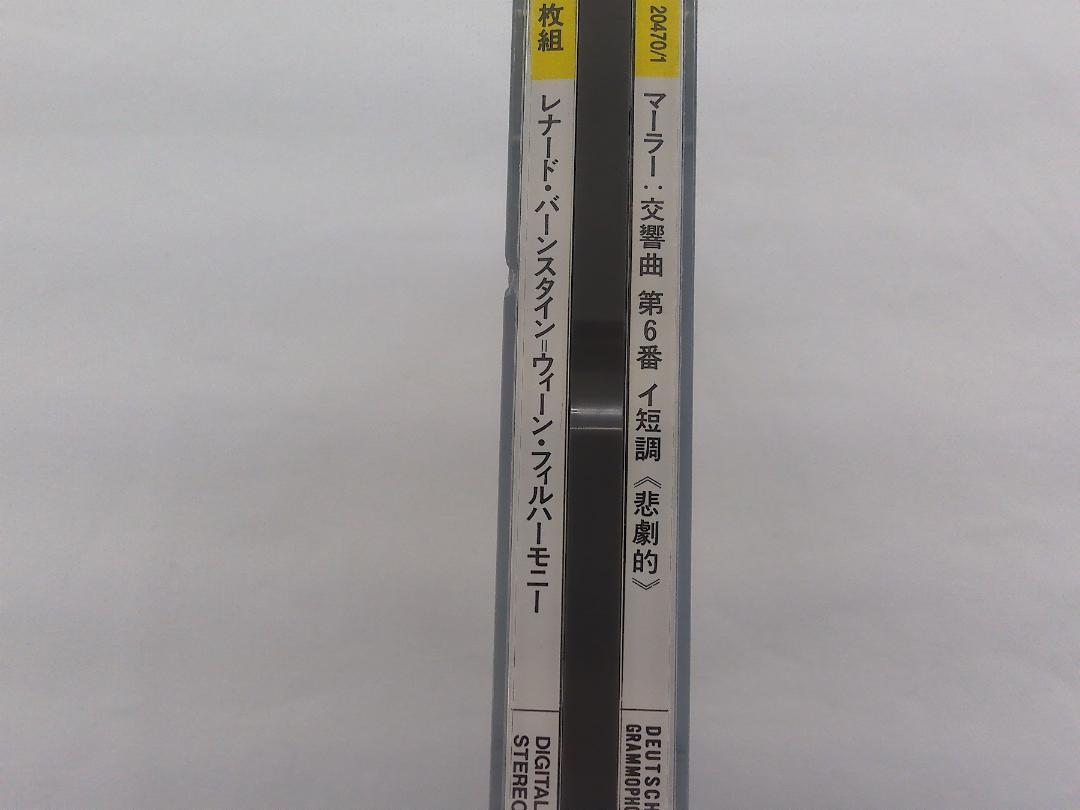 20470/1
マーラー:交響曲 第6番 イ短調《悲劇的》
DEUTSCH
GRAMMOPHO
枚組
レナード・バーンスタイン=ウィーン・フィルハーモニー
DIGITAL
STEREO